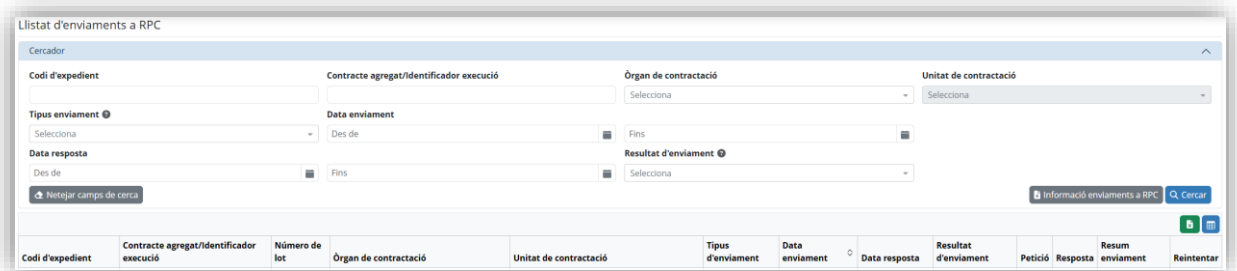 Llistat d'enviaments a RPC
Cercador
Codi d'expedient Contracte agregat/Identificador execució Òrgan de contractació Unitat de contractació
Selecciona Selecciona
Tipus enviament Data enviament
Selecciona Des de Fins
Data resposta Resultat d'enviament
Des de Fins Selecciona
Netejar camps de cerca Informació enviaments a RPC Cercar
Contracte agregat/Identificador Número de Tipus Data Resultat Resum
Codi d'expedient execució lot Òrgan de contractació Unitat de contractació d'enviament enviament Data resposta d'enviament Petició Resposta enviament Reintentar